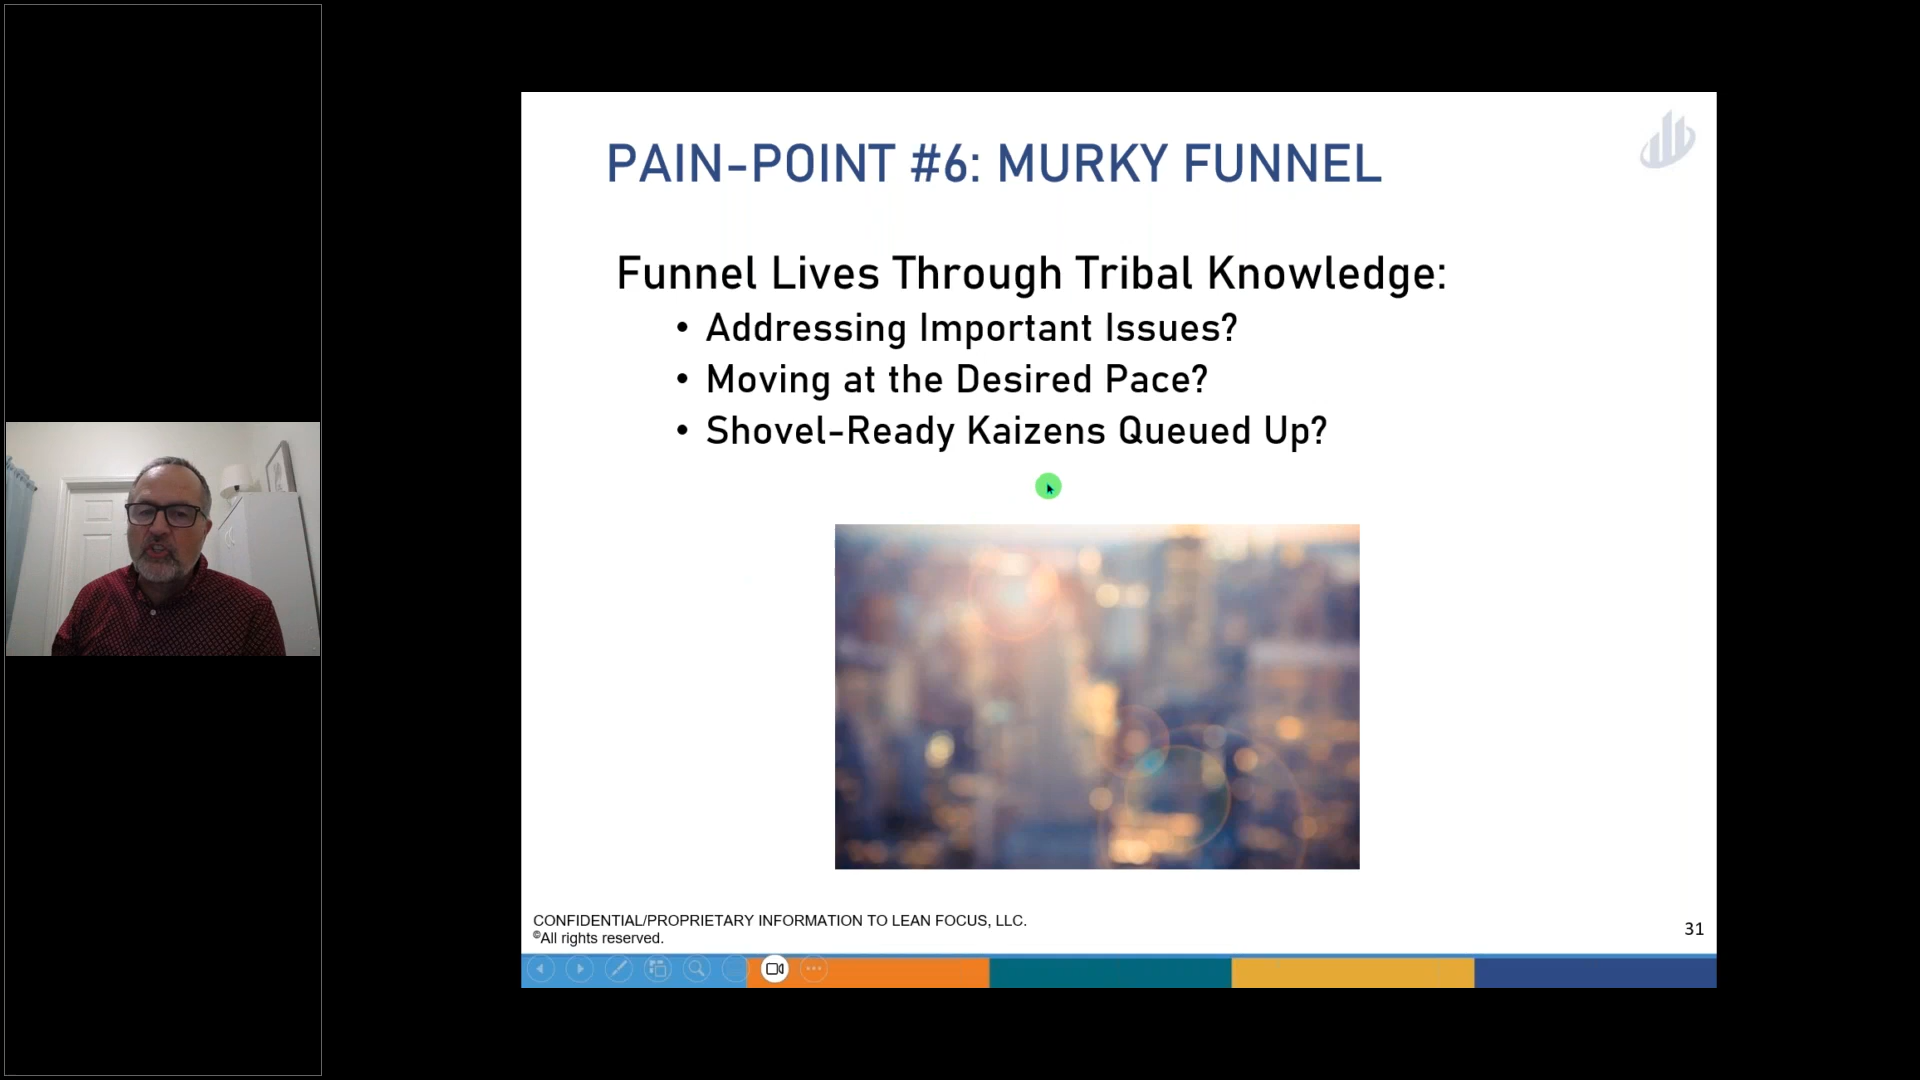 PAIN-POINT #6: MURKY FUNNEL
Funnel Lives Through Tribal Knowledge:
• Addressing Important Issues?
• Moving at the Desired Pace?
• Shovel-Ready Kaizens Queued Up?
CONFIDENTIAL/PROPRIETARY INFORMATION TO LEAN FOCUS, LLC.
©All rights reserved.
31